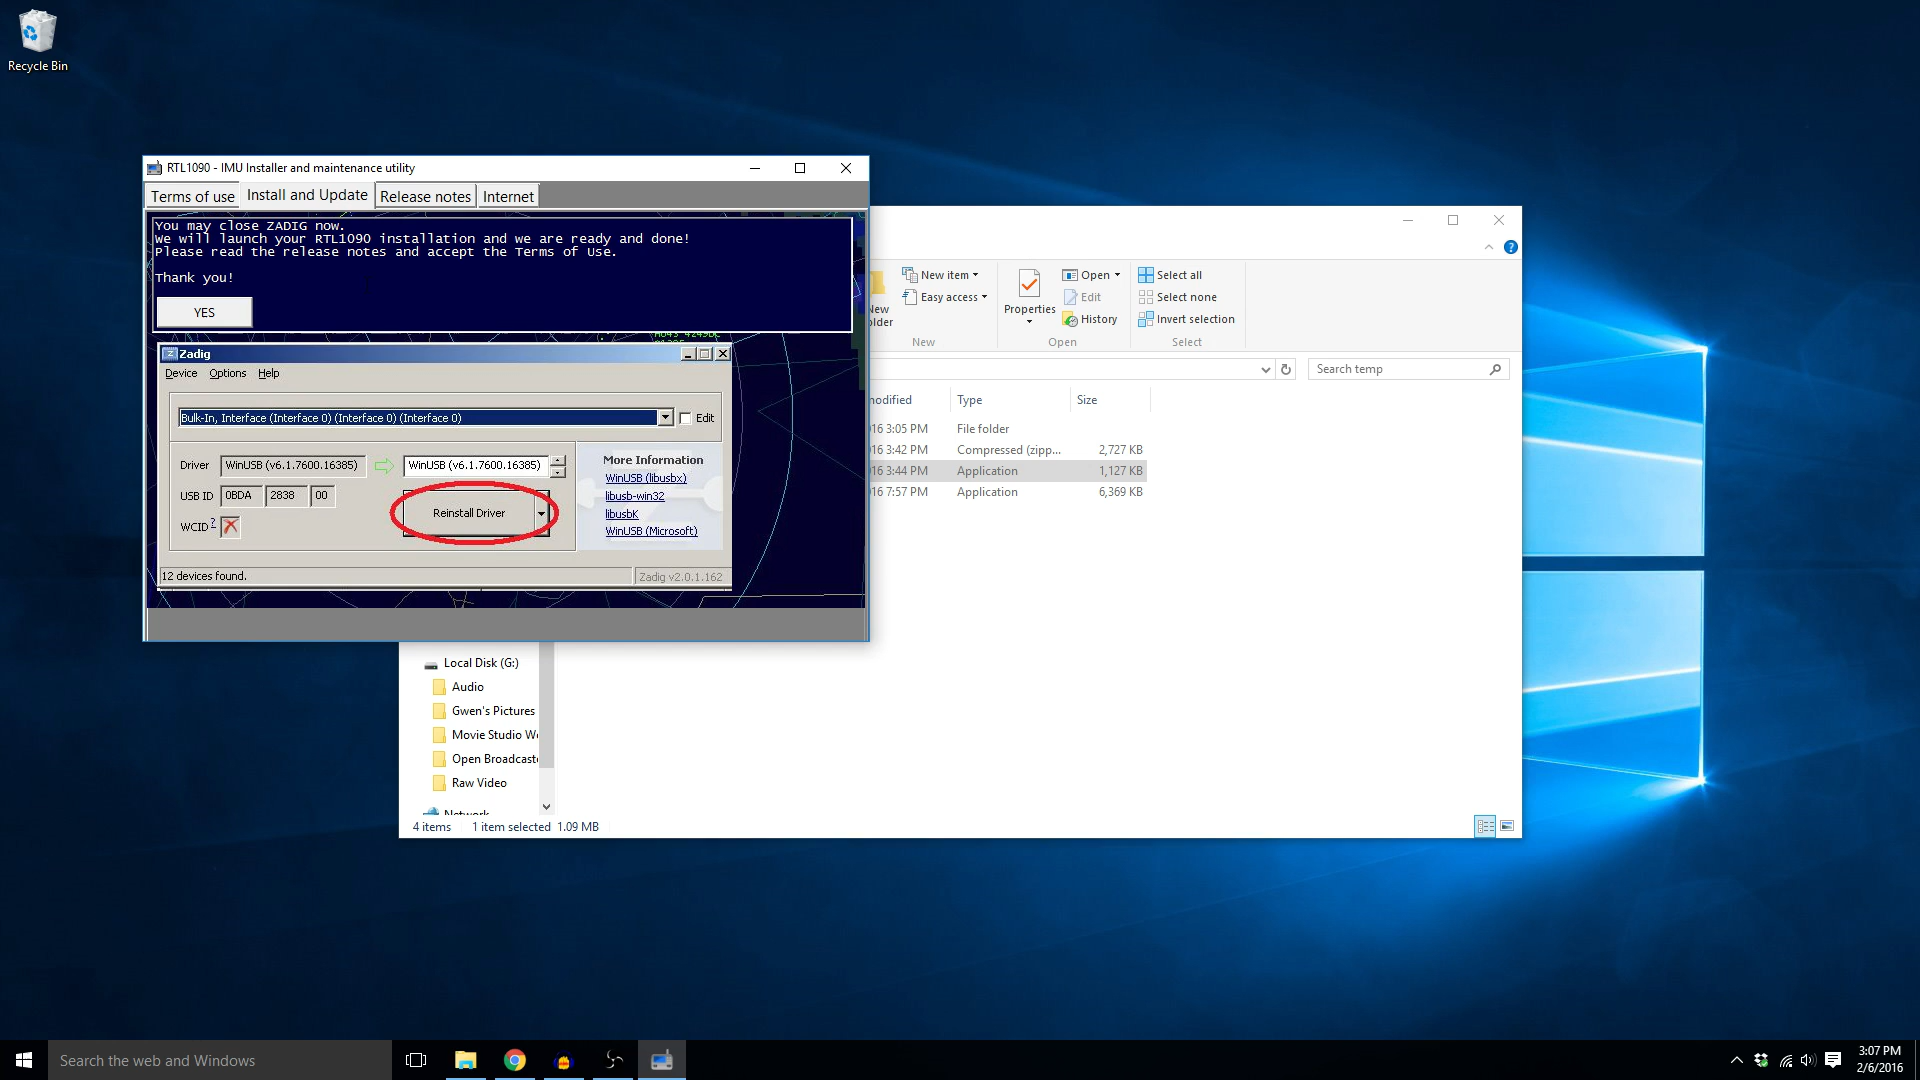 Recycle Bin
RTL1090 - IMU Installer and maintenance utility
Terms of use
Install and Update
Release notes
Internet
You may close ZADIG now.
We will launch your RTL1090 installation and we are ready and done!
Please read the release notes and accept the Terms of Use.
Thank you!
YES
Zadig
Device Options Help
Bulk-In, Interface (Interface 0) (Interface 0) (Interface 0)
Edit
Driver WinUSB (v6.1.7600.16385) WinUSB (v6.1.7600.16385)
USB ID 0BDA 2838 00
WCID ?
Reinstall Driver
More Information
WinUSB (libusbx)
libusb-win32
libusbK
WinUSB (Microsoft)
12 devices found.
Zadig v2.0.1.162
New item
Easy access
New
Properties
Open
Edit
History
Open
Select all
Select none
Invert selection
Select
Search temp
Type Size
16 3:05 PM File folder
16 3:42 PM Compressed (zipp... 2,727 KB
16 3:44 PM Application 1,127 KB
16 7:57 PM Application 6,369 KB
Local Disk (G:)
Audio
Gwen's Pictures
Movie Studio
Open
Raw Video
Network
4 items 1 item selected 1.09 MB
Search the web and Windows
3:07 PM
2/6/2016